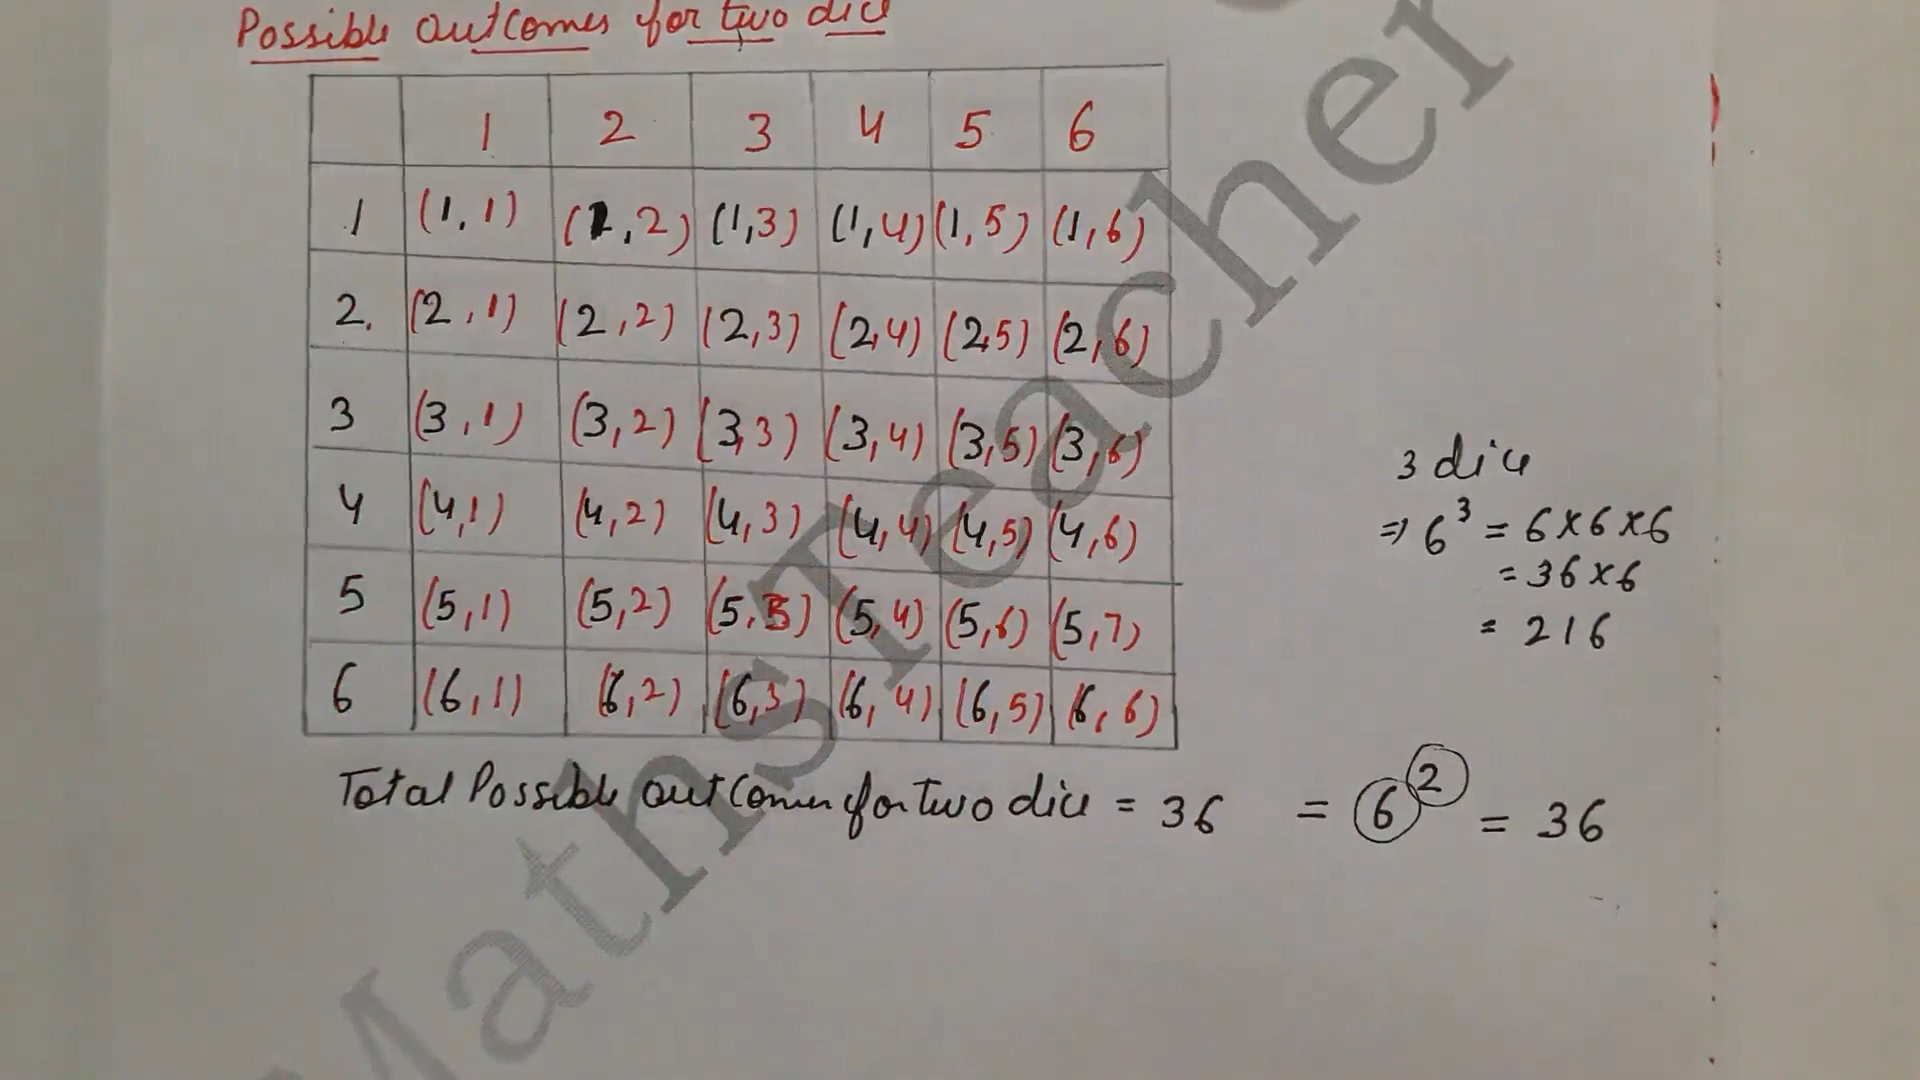 Possible outcomes for two dice
1 2 3 4 5 6
1 (1, 1) (1, 2) (1,3) (1,4) (1,5) (1,6)
2. (2,1) (2,2) (2,3) (2,4) (2,5) (2,6)
3 (3,1) (3,2) (3,3) (3,4) (3,5) (3,6)
4 (4,1) (4,2) (4,3) (4,4) (4,5) (4,6)
5 (5,1) (5,2) (5,3) (5,4) (5,6) (5,7)
6 (6,1) (6,2) (6,3) (6,4) (6,5) (6,6)
Total Possible outcomes for two dice = 36 = 6² = 36
3 dice
⇒ 6³ = 6×6×6
= 36×6
= 216
MathsTeacher